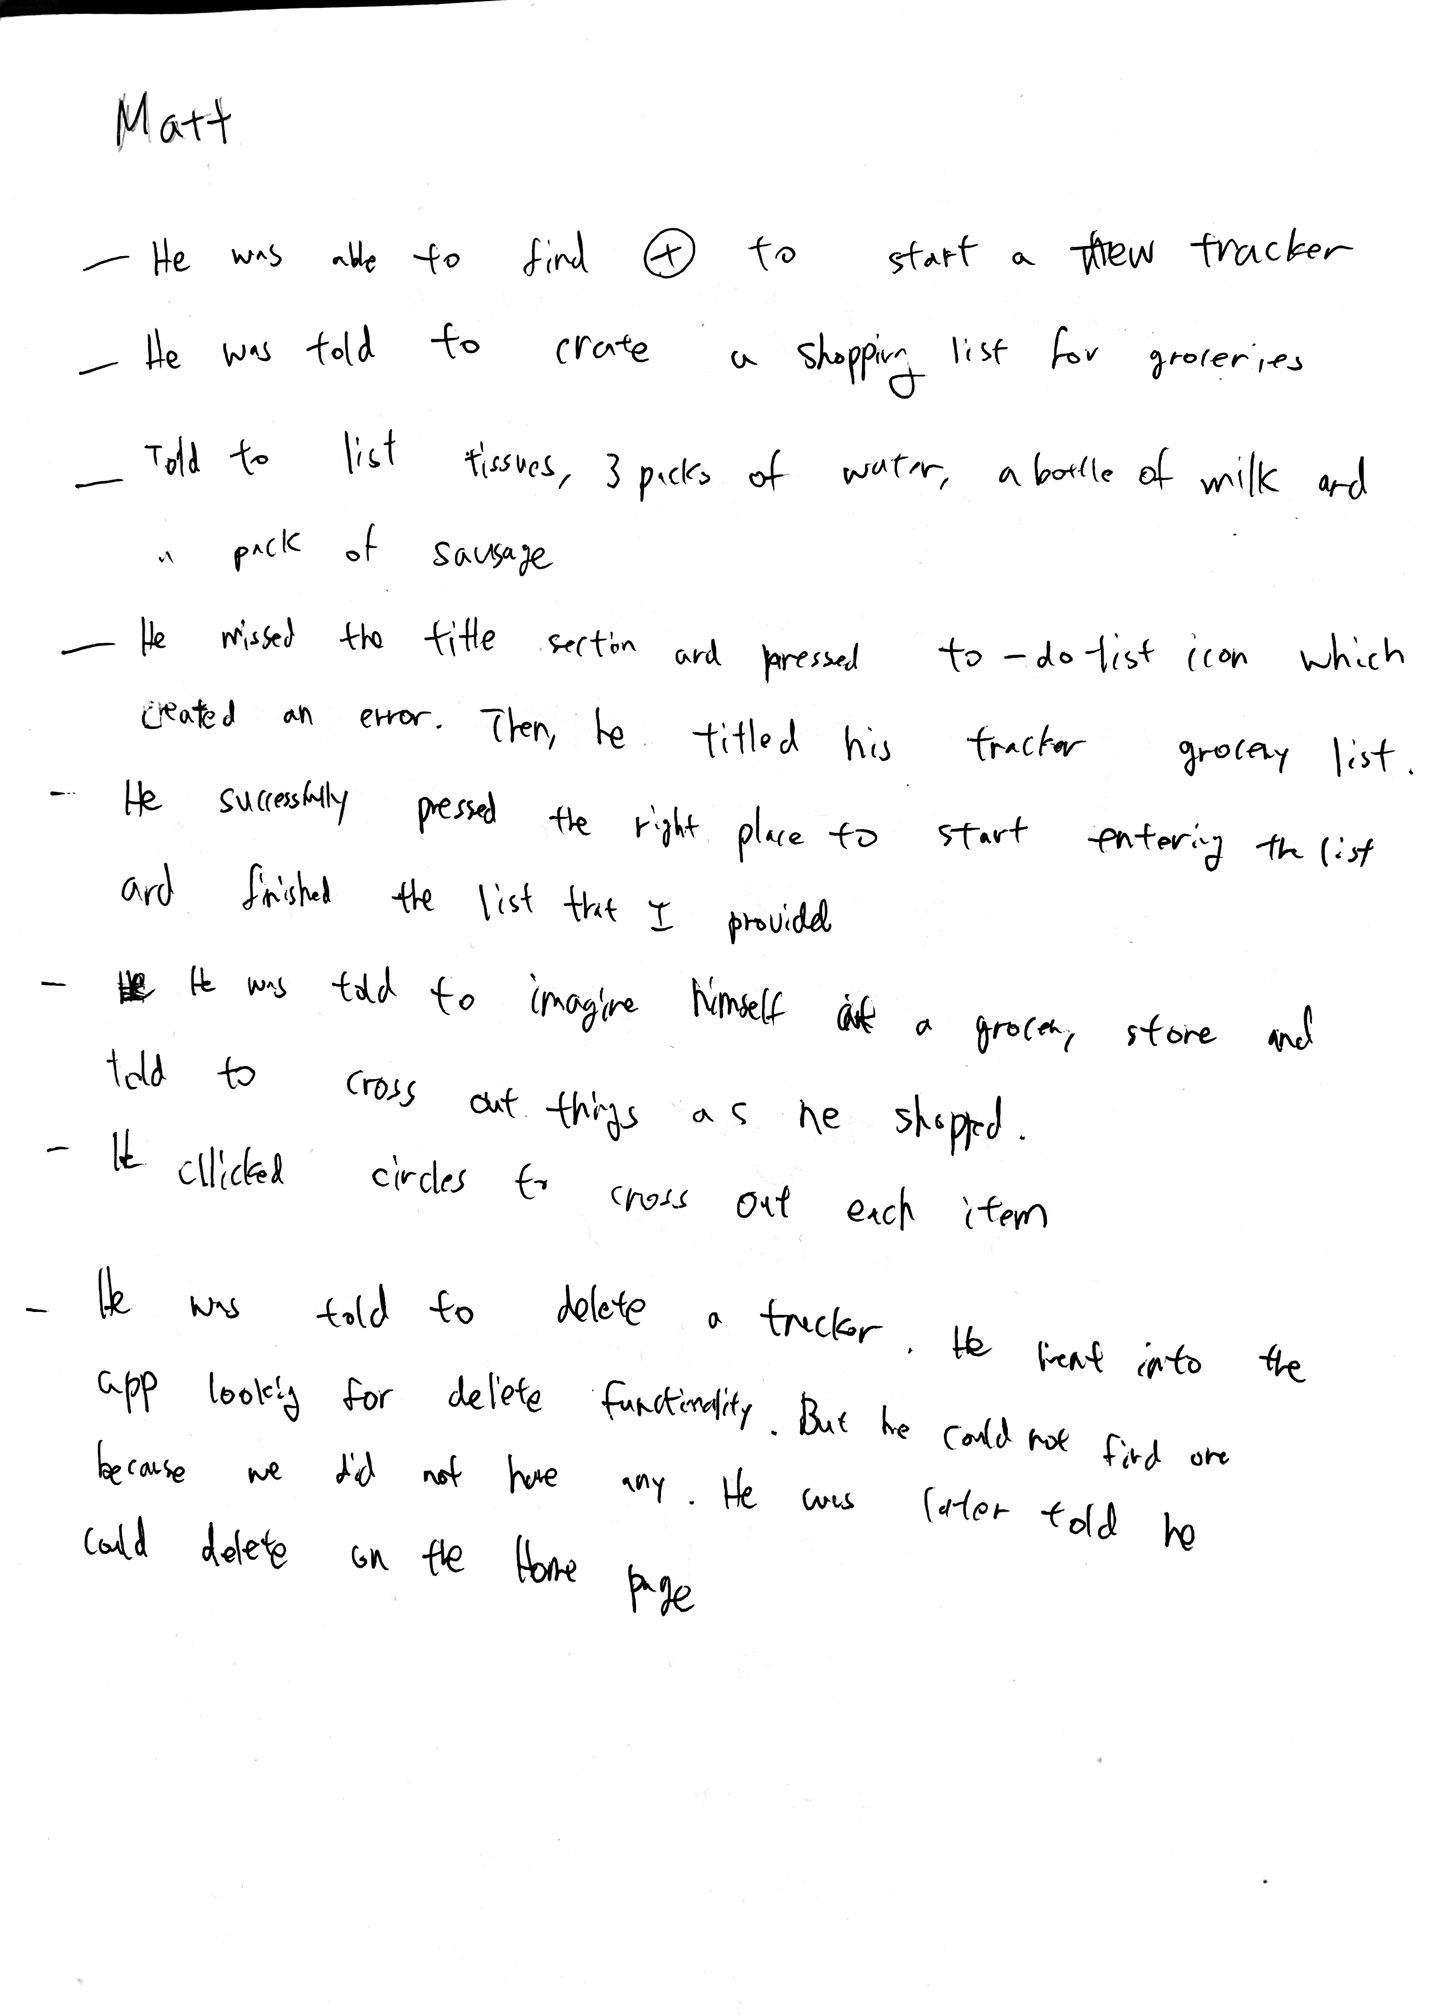 Matt
— He was able to find ⊕ to start a new tracker
— He was told to crate a shopping list for groceries
— Told to list tissues, 3 packs of water, a bottle of milk and
a pack of sausage
— He missed the title section and pressed to-do list icon which
created an error. Then, he titled his tracker grocery list.
- He successfully pressed the right place to start entering the list
and finished the list that I provided
- He was told to imagine himself at a grocery store and
told to cross out things as he shopped.
- He cllicked circles to cross out each item
- He was told to delete a tracker. He went into the
app looking for delete functionality. But he could not find one
because we did not have any. He was later told he
could delete on the Home page